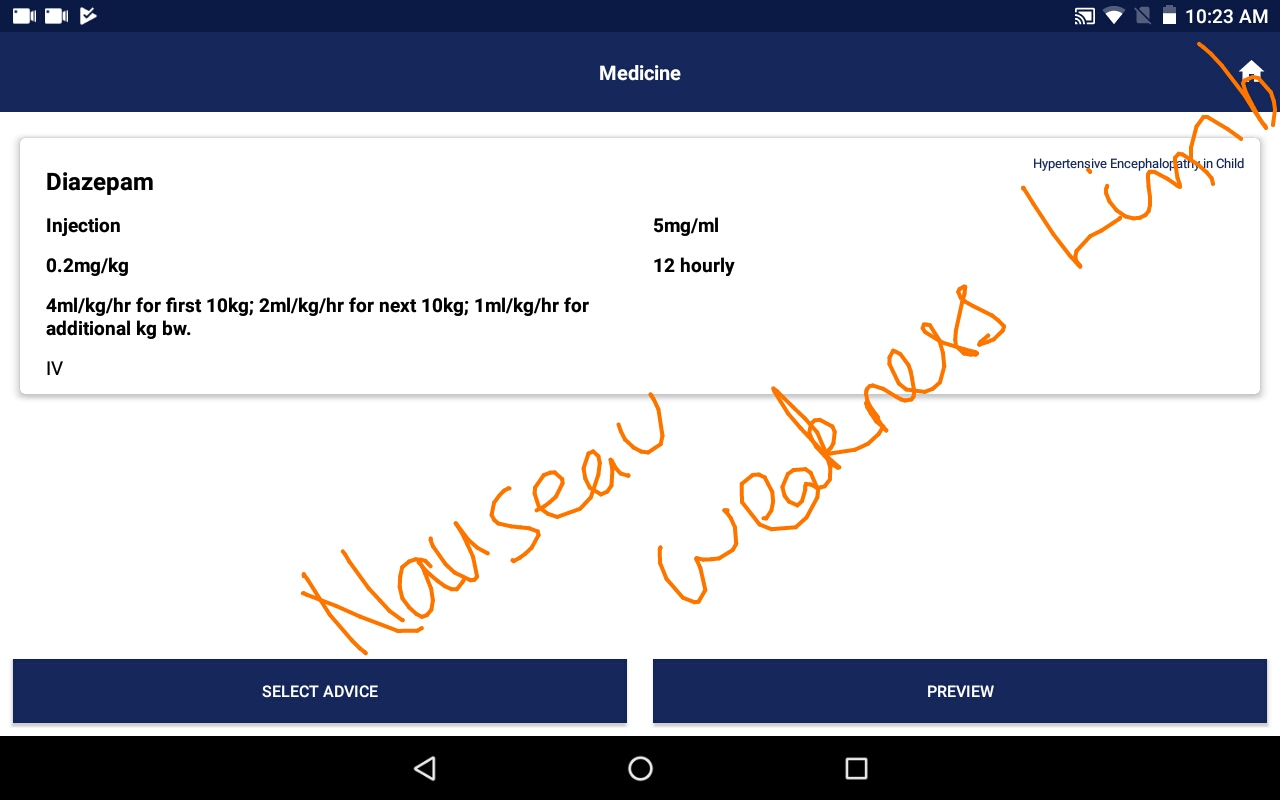 10:23 AM
Medicine
Hypertensive Encephalopathy in Child
Diazepam
Injection
5mg/ml
0.2mg/kg
12 hourly
4ml/kg/hr for first 10kg; 2ml/kg/hr for next 10kg; 1ml/kg/hr for
additional kg bw.
IV
Nauseau
weakness Limb
SELECT ADVICE
PREVIEW